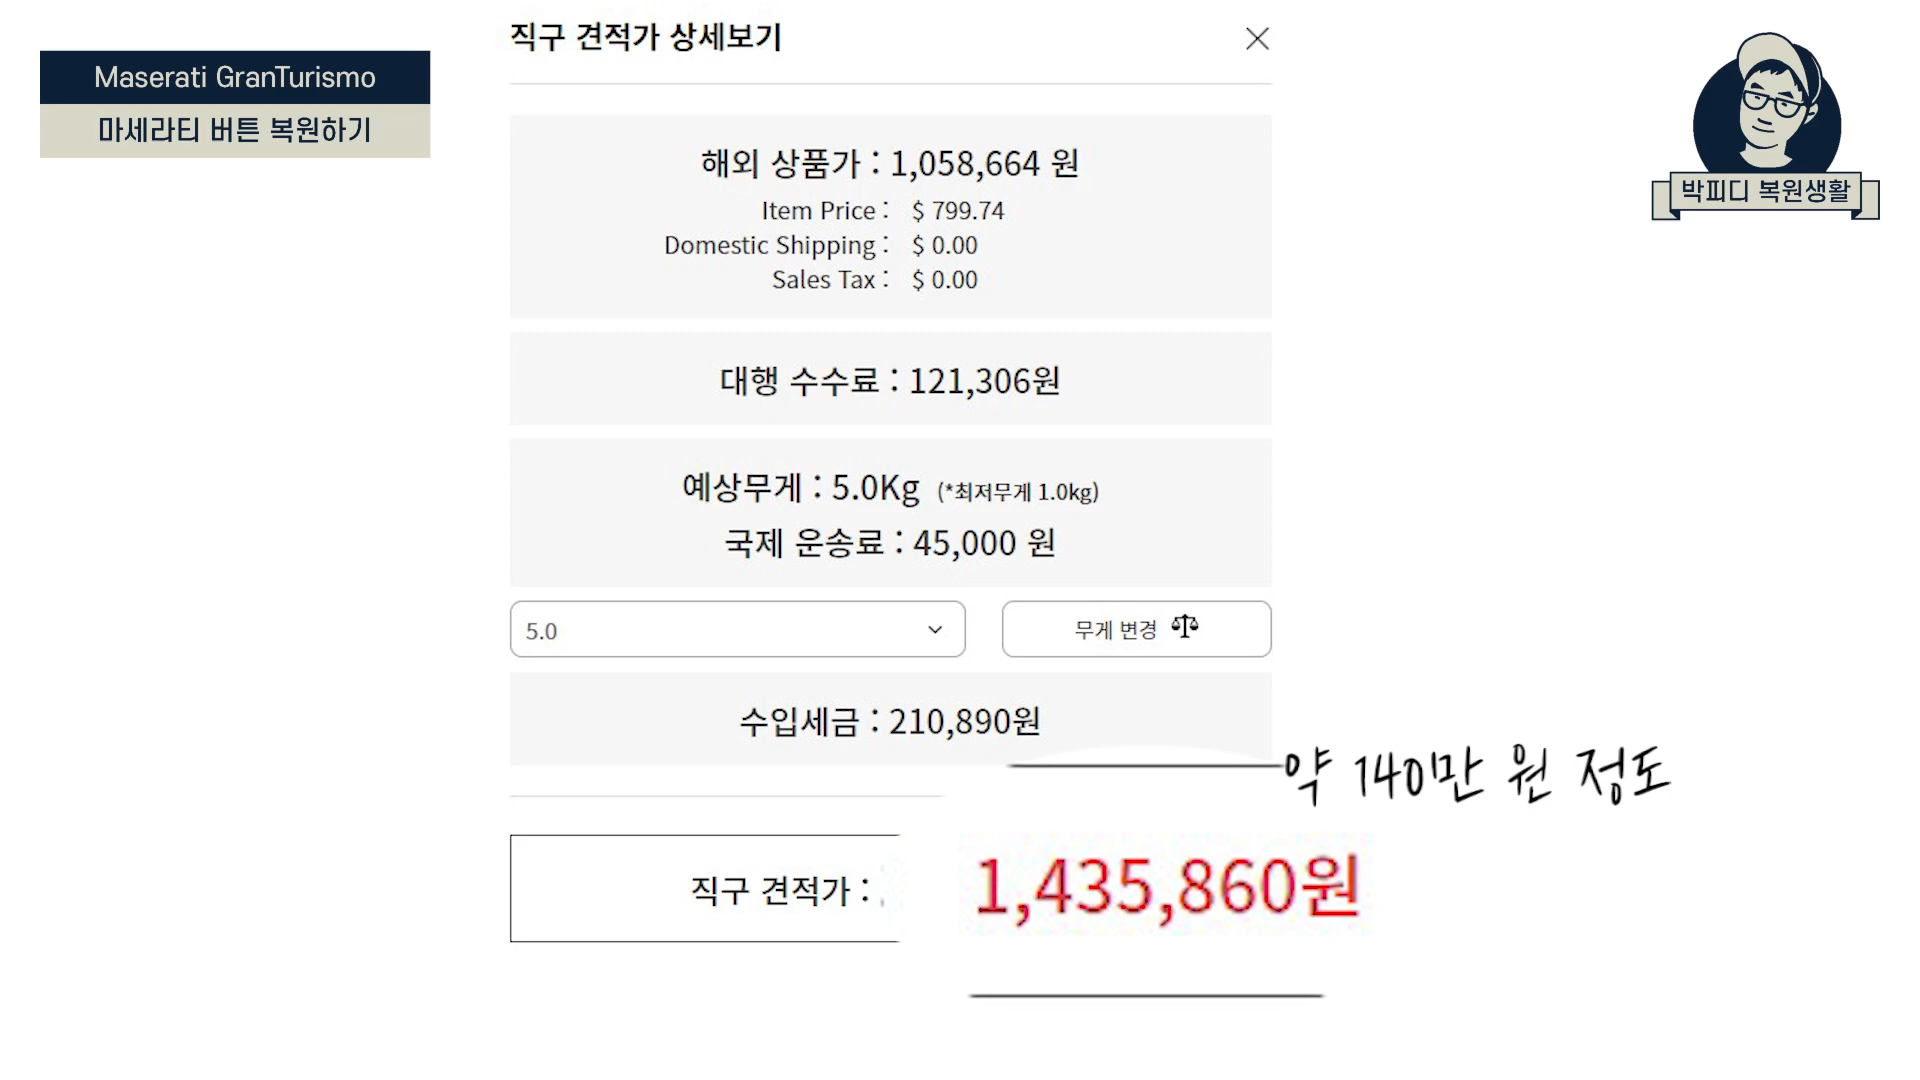 Maserati GranTurismo
마세라티 버튼 복원하기
박피디 복원생활
직구 견적가 상세보기
해외 상품가 : 1,058,664 원
Item Price : $ 799.74
Domestic Shipping : $ 0.00
Sales Tax : $ 0.00
대행 수수료 : 121,306원
예상무게 : 5.0Kg (*최저무게 1.0kg)
국제 운송료 : 45,000 원
5.0
무게 변경
수입세금 : 210,890원
약 140만 원 정도
직구 견적가 : 1,435,860원